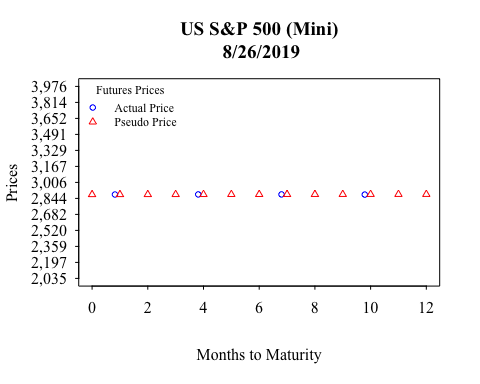 US S&P 500 (Mini)
8/26/2019
Futures Prices
Actual Price
Pseudo Price
Prices
3,976
3,814
3,652
3,491
3,329
3,167
3,006
2,844
2,682
2,520
2,359
2,197
2,035
0 2 4 6 8 10 12
Months to Maturity